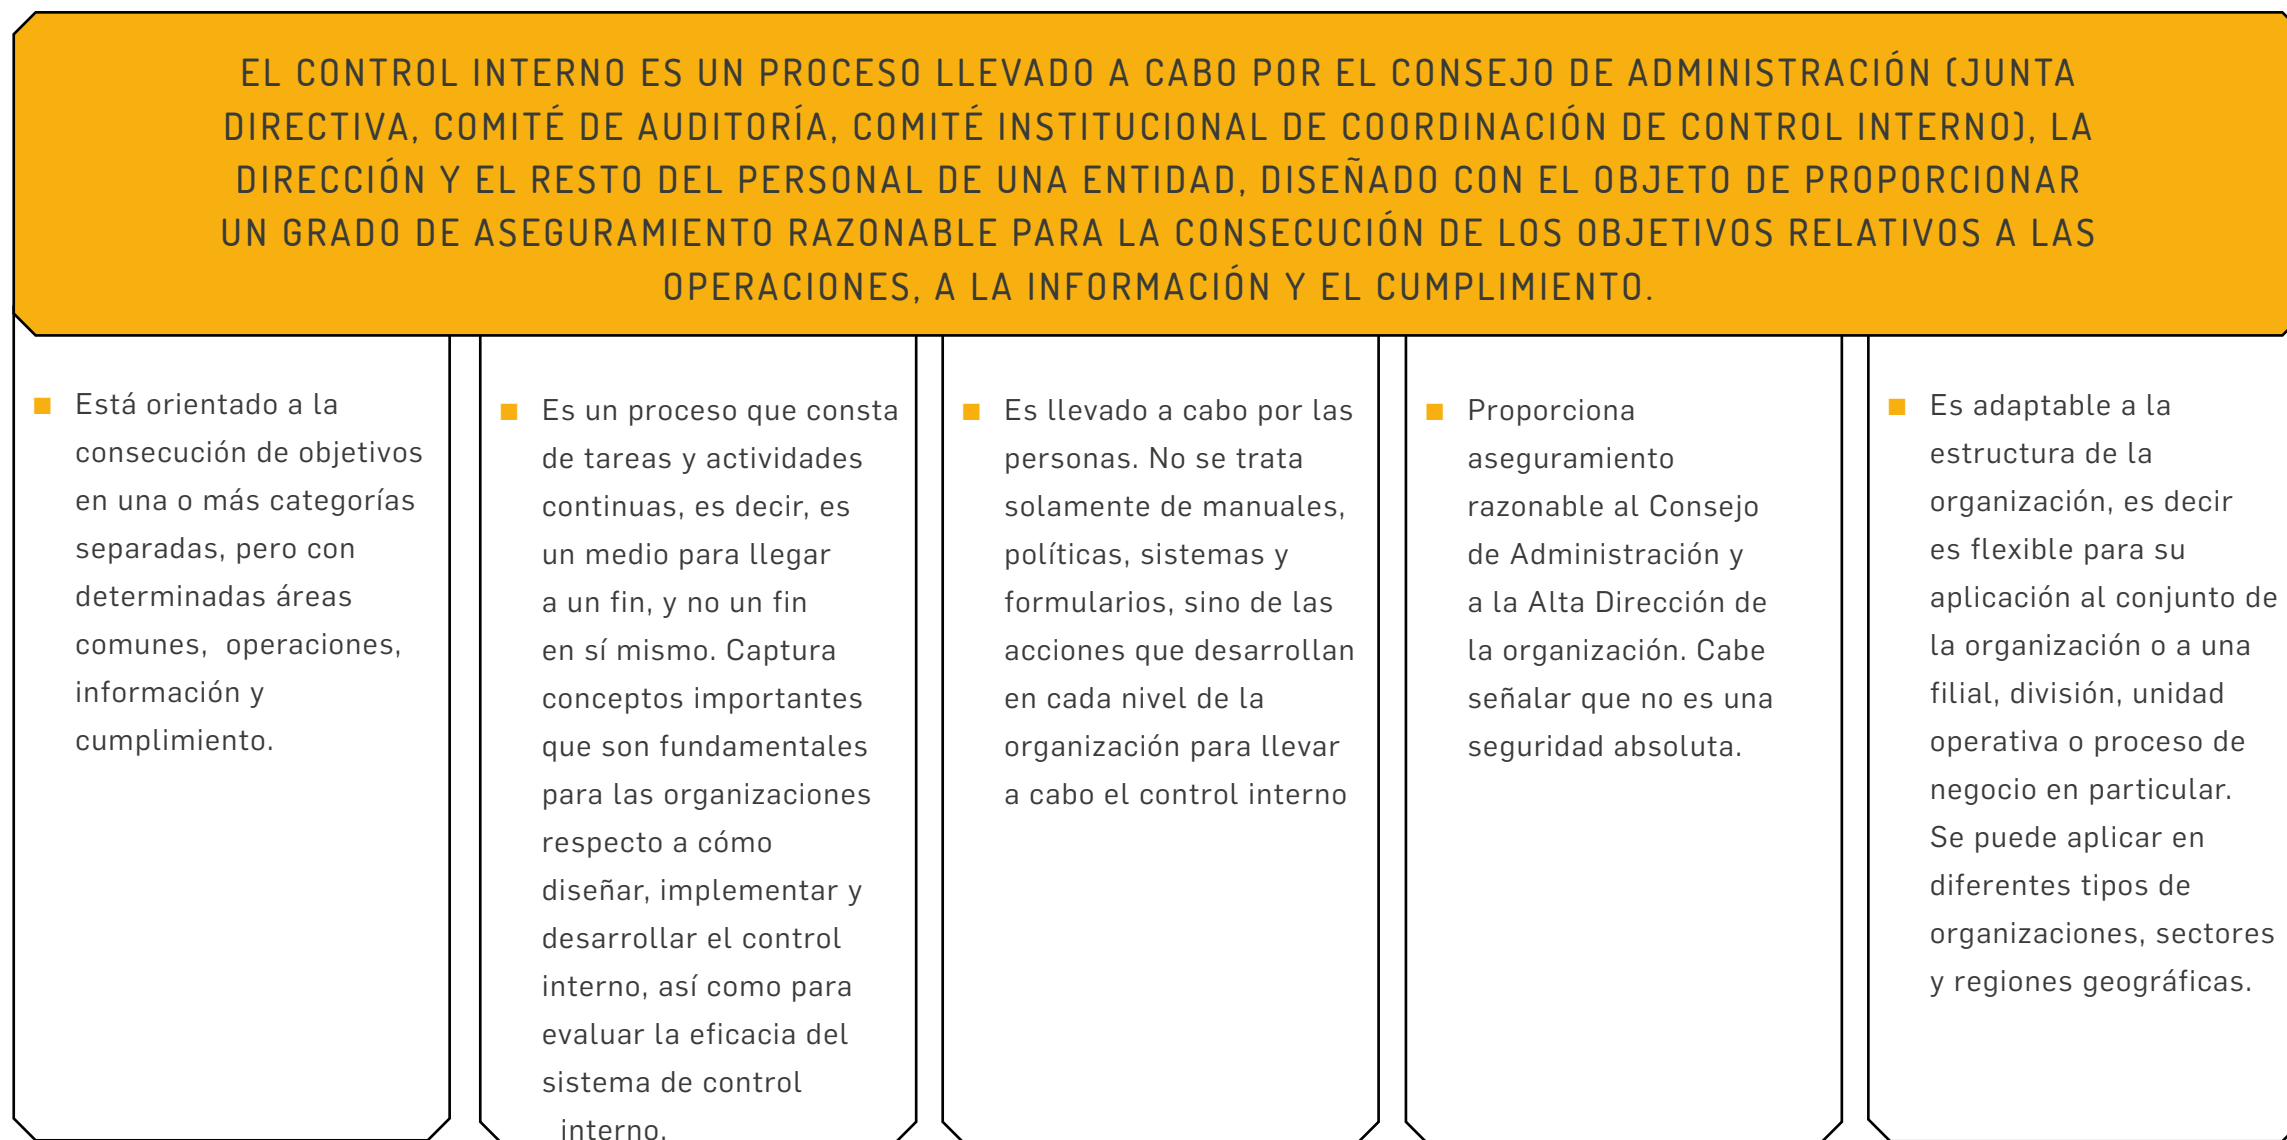 EL CONTROL INTERNO ES UN PROCESO LLEVADO A CABO POR EL CONSEJO DE ADMINISTRACIÓN (JUNTA
DIRECTIVA, COMITÉ DE AUDITORÍA, COMITÉ INSTITUCIONAL DE COORDINACIÓN DE CONTROL INTERNO), LA
DIRECCIÓN Y EL RESTO DEL PERSONAL DE UNA ENTIDAD, DISEÑADO CON EL OBJETO DE PROPORCIONAR
UN GRADO DE ASEGURAMIENTO RAZONABLE PARA LA CONSECUCIÓN DE LOS OBJETIVOS RELATIVOS A LAS
OPERACIONES, A LA INFORMACIÓN Y EL CUMPLIMIENTO.
Está orientado a la
consecución de objetivos
en una o más categorías
separadas, pero con
determinadas áreas
comunes, operaciones,
información y
cumplimiento.
Es un proceso que consta
de tareas y actividades
continuas, es decir, es
un medio para llegar
a un fin, y no un fin
en sí mismo. Captura
conceptos importantes
que son fundamentales
para las organizaciones
respecto a cómo
diseñar, implementar y
desarrollar el control
interno, así como para
evaluar la eficacia del
sistema de control
interno.
Es llevado a cabo por las
personas. No se trata
solamente de manuales,
políticas, sistemas y
formularios, sino de las
acciones que desarrollan
en cada nivel de la
organización para llevar
a cabo el control interno
Proporciona
aseguramiento
razonable al Consejo
de Administración y
a la Alta Dirección de
la organización. Cabe
señalar que no es una
seguridad absoluta.
Es adaptable a la
estructura de la
organización, es decir
es flexible para su
aplicación al conjunto de
la organización o a una
filial, división, unidad
operativa o proceso de
negocio en particular.
Se puede aplicar en
diferentes tipos de
organizaciones, sectores
y regiones geográficas.